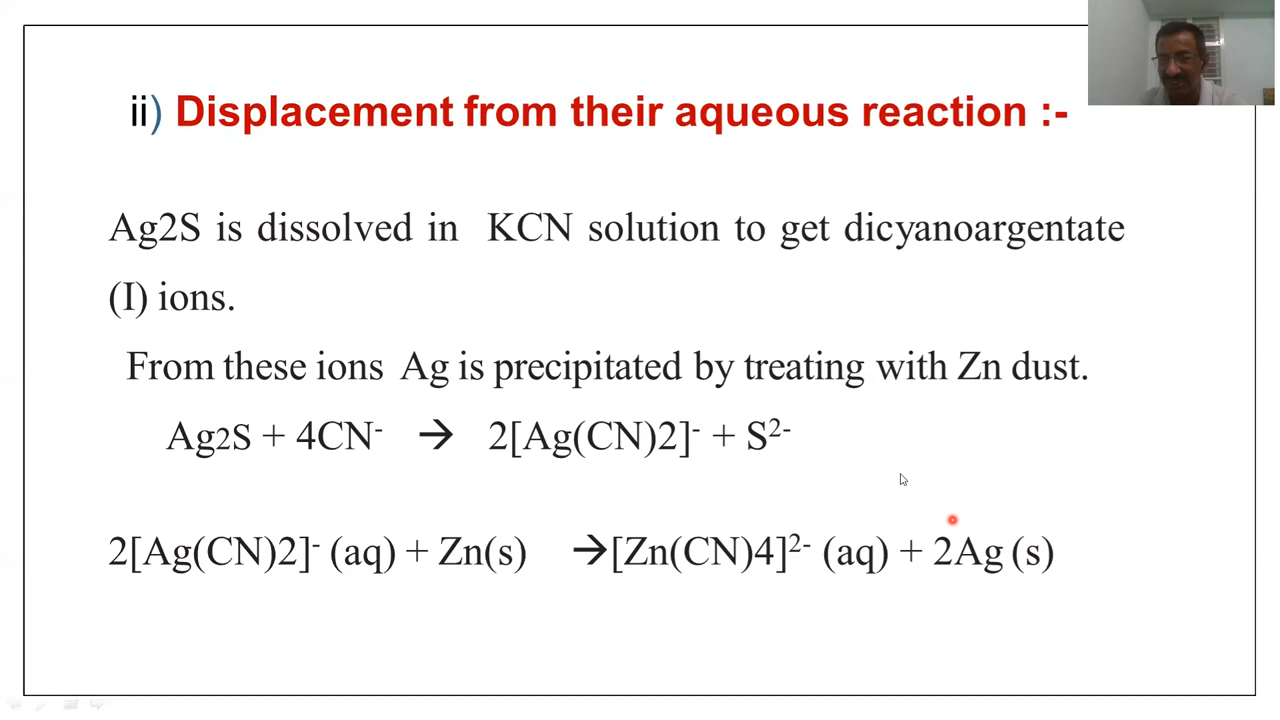 ii) Displacement from their aqueous reaction :-
Ag2S is dissolved in KCN solution to get dicyanoargentate
(I) ions.
From these ions Ag is precipitated by treating with Zn dust.
Ag2S + 4CN⁻ → 2[Ag(CN)2]⁻ + S²⁻
2[Ag(CN)2]⁻ (aq) + Zn(s) →[Zn(CN)4]²⁻ (aq) + 2Ag (s)